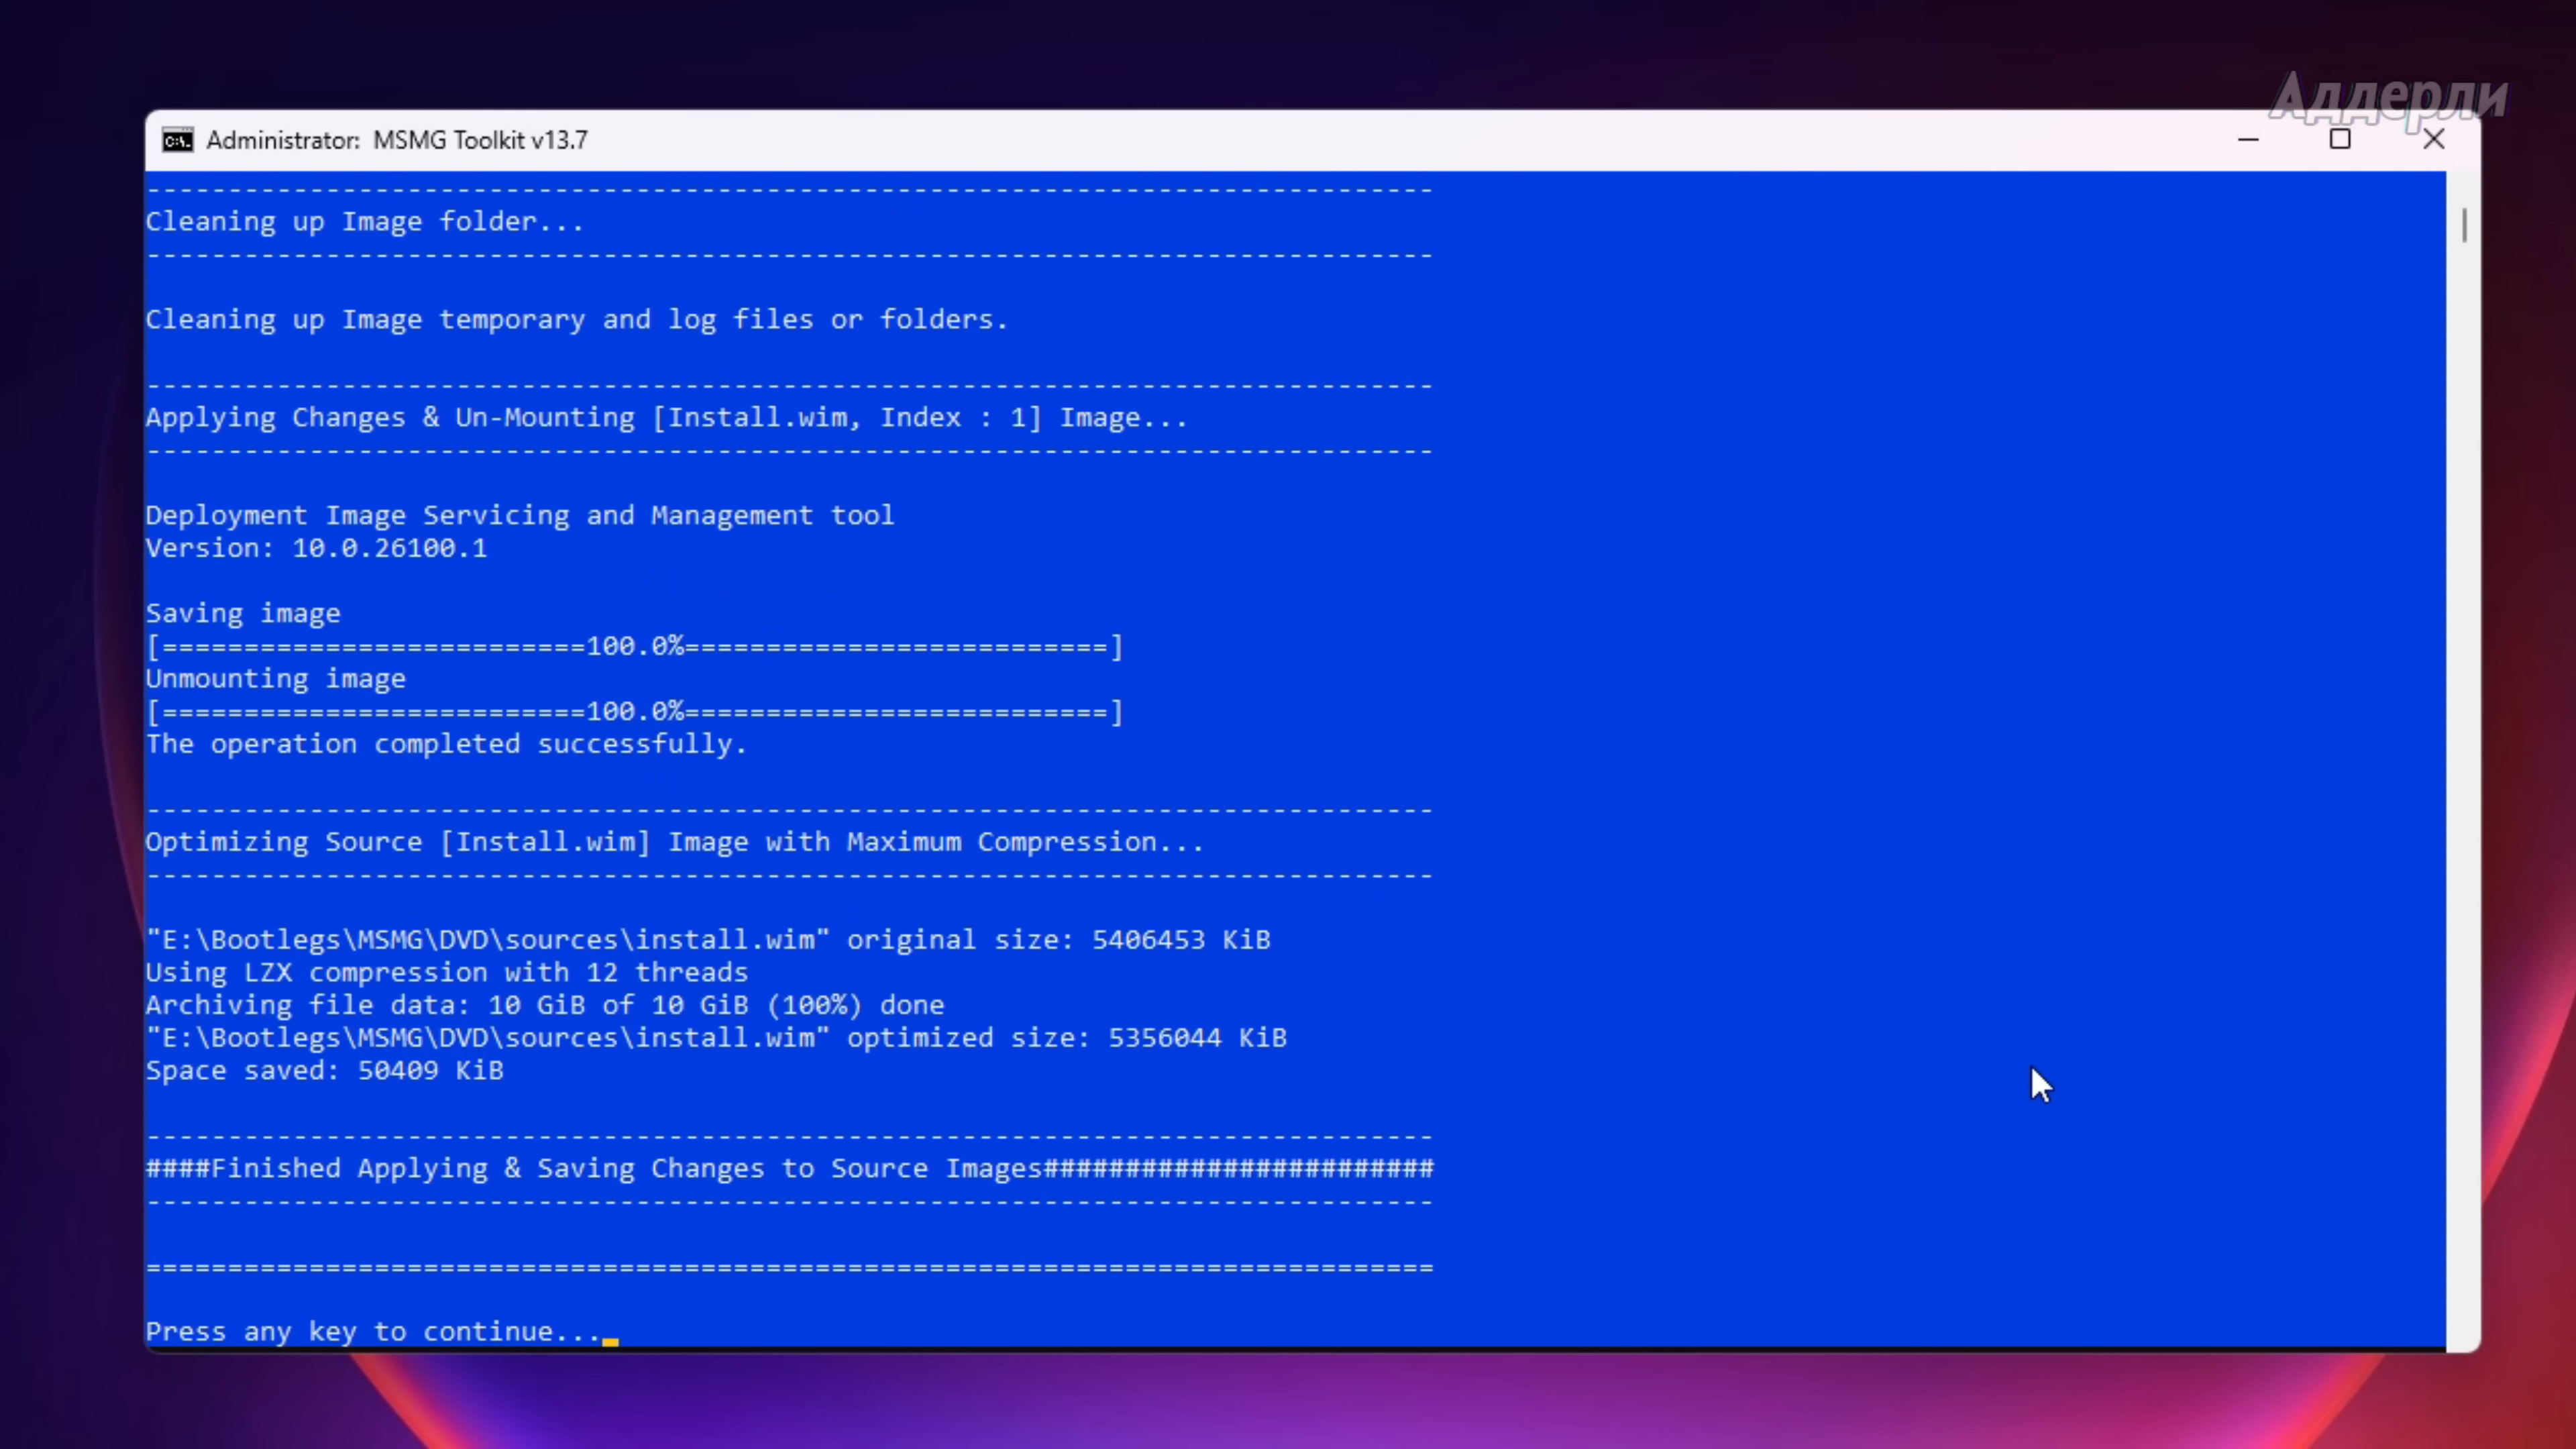 Аддерли
Administrator: MSMG Toolkit v13.7
-------------------------------------------------------------------------------
Cleaning up Image folder...
-------------------------------------------------------------------------------
Cleaning up Image temporary and log files or folders.
-------------------------------------------------------------------------------
Applying Changes & Un-Mounting [Install.wim, Index : 1] Image...
-------------------------------------------------------------------------------
Deployment Image Servicing and Management tool
Version: 10.0.26100.1
Saving image
[==========================100.0%==========================]
Unmounting image
[==========================100.0%==========================]
The operation completed successfully.
-------------------------------------------------------------------------------
Optimizing Source [Install.wim] Image with Maximum Compression...
-------------------------------------------------------------------------------
"E:\Bootlegs\MSMG\DVD\sources\install.wim" original size: 5406453 KiB
Using LZX compression with 12 threads
Archiving file data: 10 GiB of 10 GiB (100%) done
"E:\Bootlegs\MSMG\DVD\sources\install.wim" optimized size: 5356044 KiB
Space saved: 50409 KiB
-------------------------------------------------------------------------------
####Finished Applying & Saving Changes to Source Images########################
-------------------------------------------------------------------------------
===============================================================================
Press any key to continue...